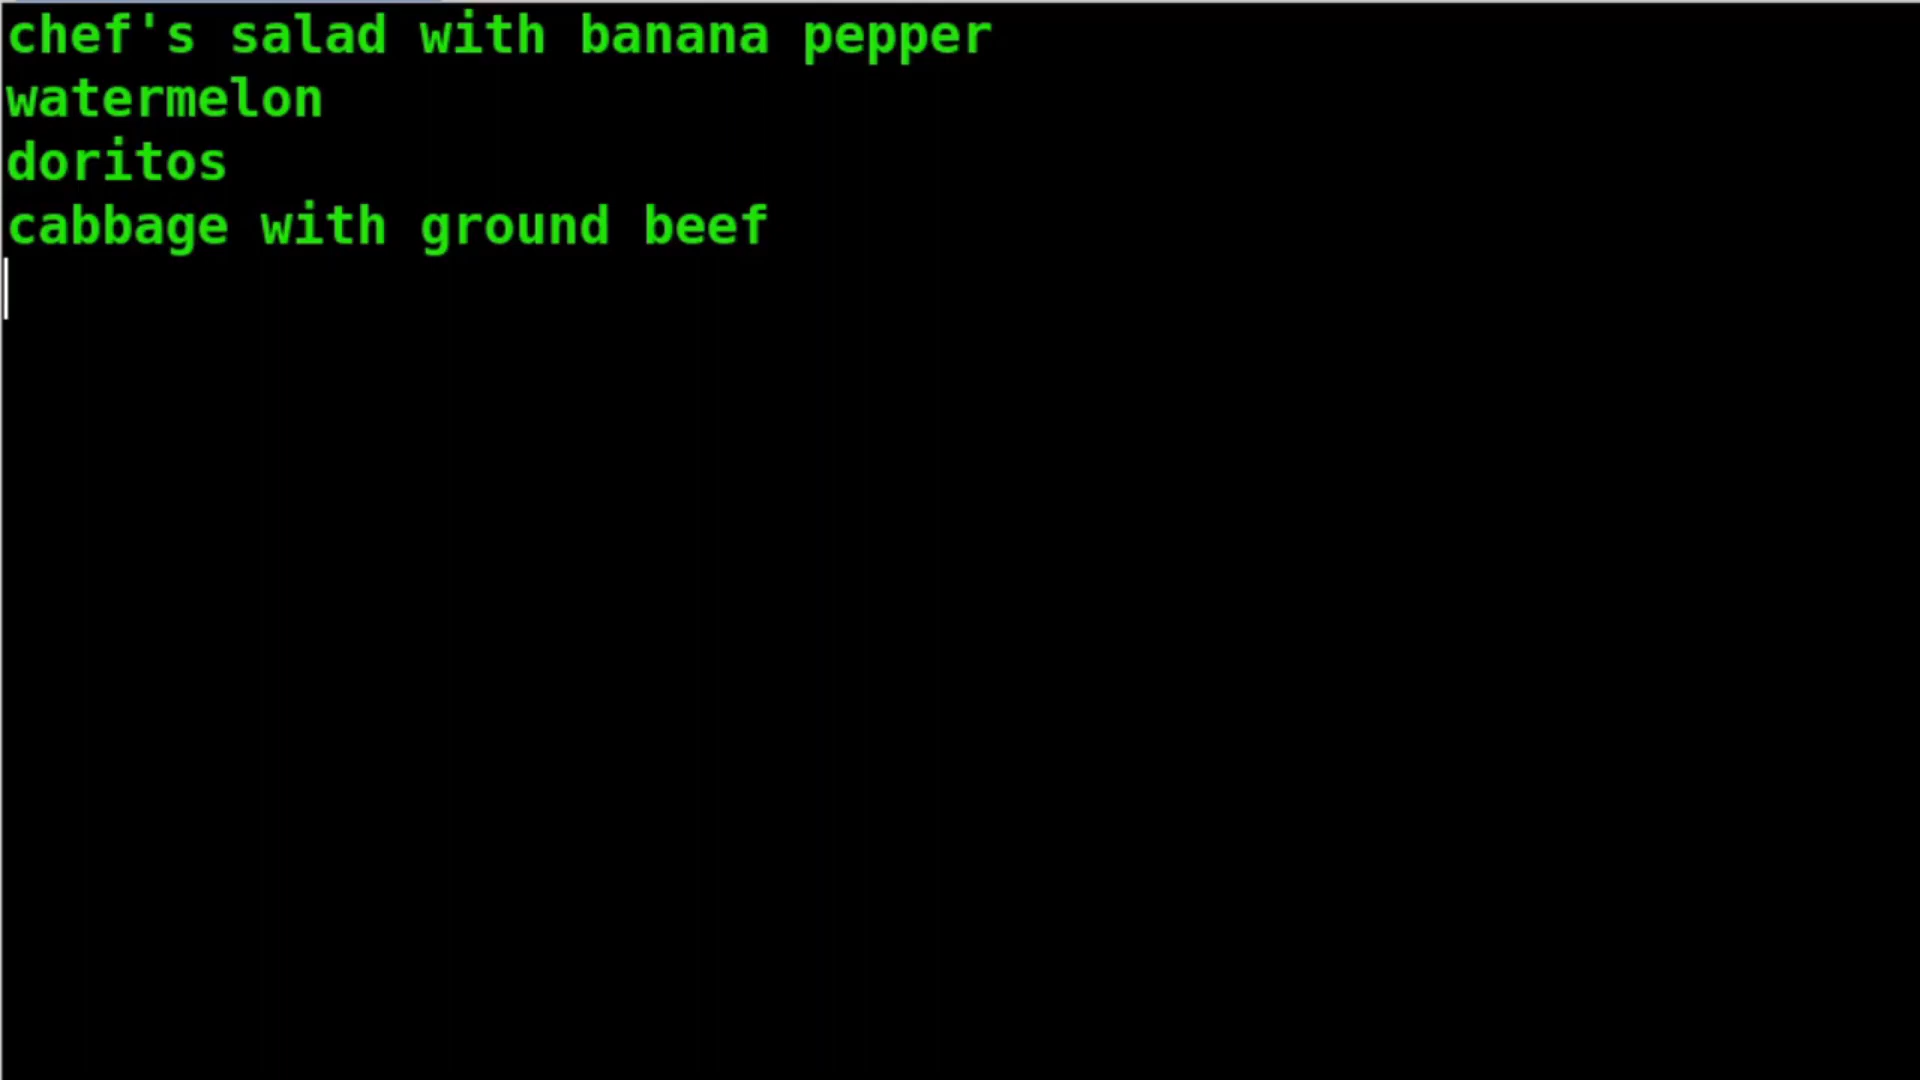 chef's salad with banana pepper
watermelon
doritos
cabbage with ground beef